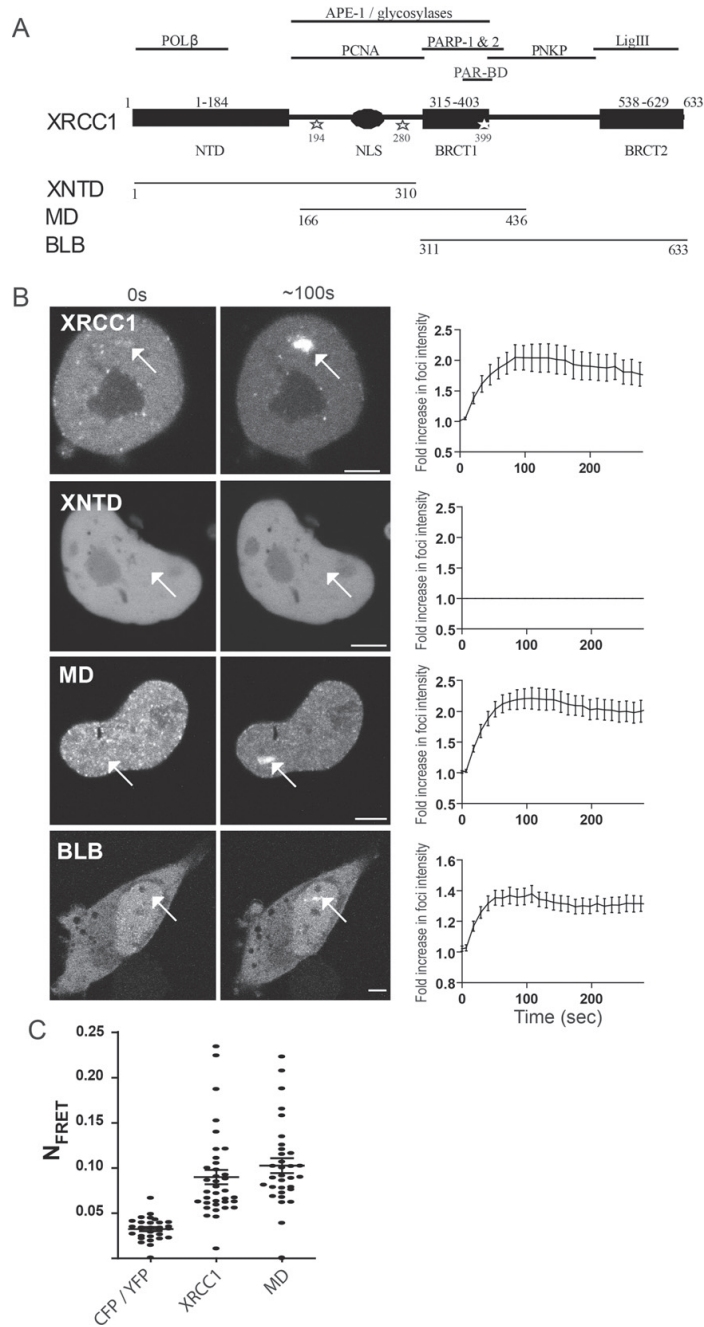 A
APE-1 / glycosylases
POLβ PARP-1 & 2 LigIII
PCNA PNKP
PAR-BD
1 1-184 315-403 538-629 633
XRCC1
194 280 399
NTD NLS BRCT1 BRCT2
XNTD
1 310
MD
166 436
BLB
311 633
B
0s ~100s
XRCC1
Fold increase in foci intensity
2.5
2.0
1.5
1.0
0.5
0 100 200
XNTD
Fold increase in foci intensity
2.5
2.0
1.5
1.0
0.5
0 100 200
MD
Fold increase in foci intensity
2.5
2.0
1.5
1.0
0.5
0 100 200
BLB
Fold increase in foci intensity
1.6
1.4
1.2
1.0
0.8
0 100 200
Time (sec)
C
NFRET
0.25
0.20
0.15
0.10
0.05
CFP / YFP
XRCC1
MD